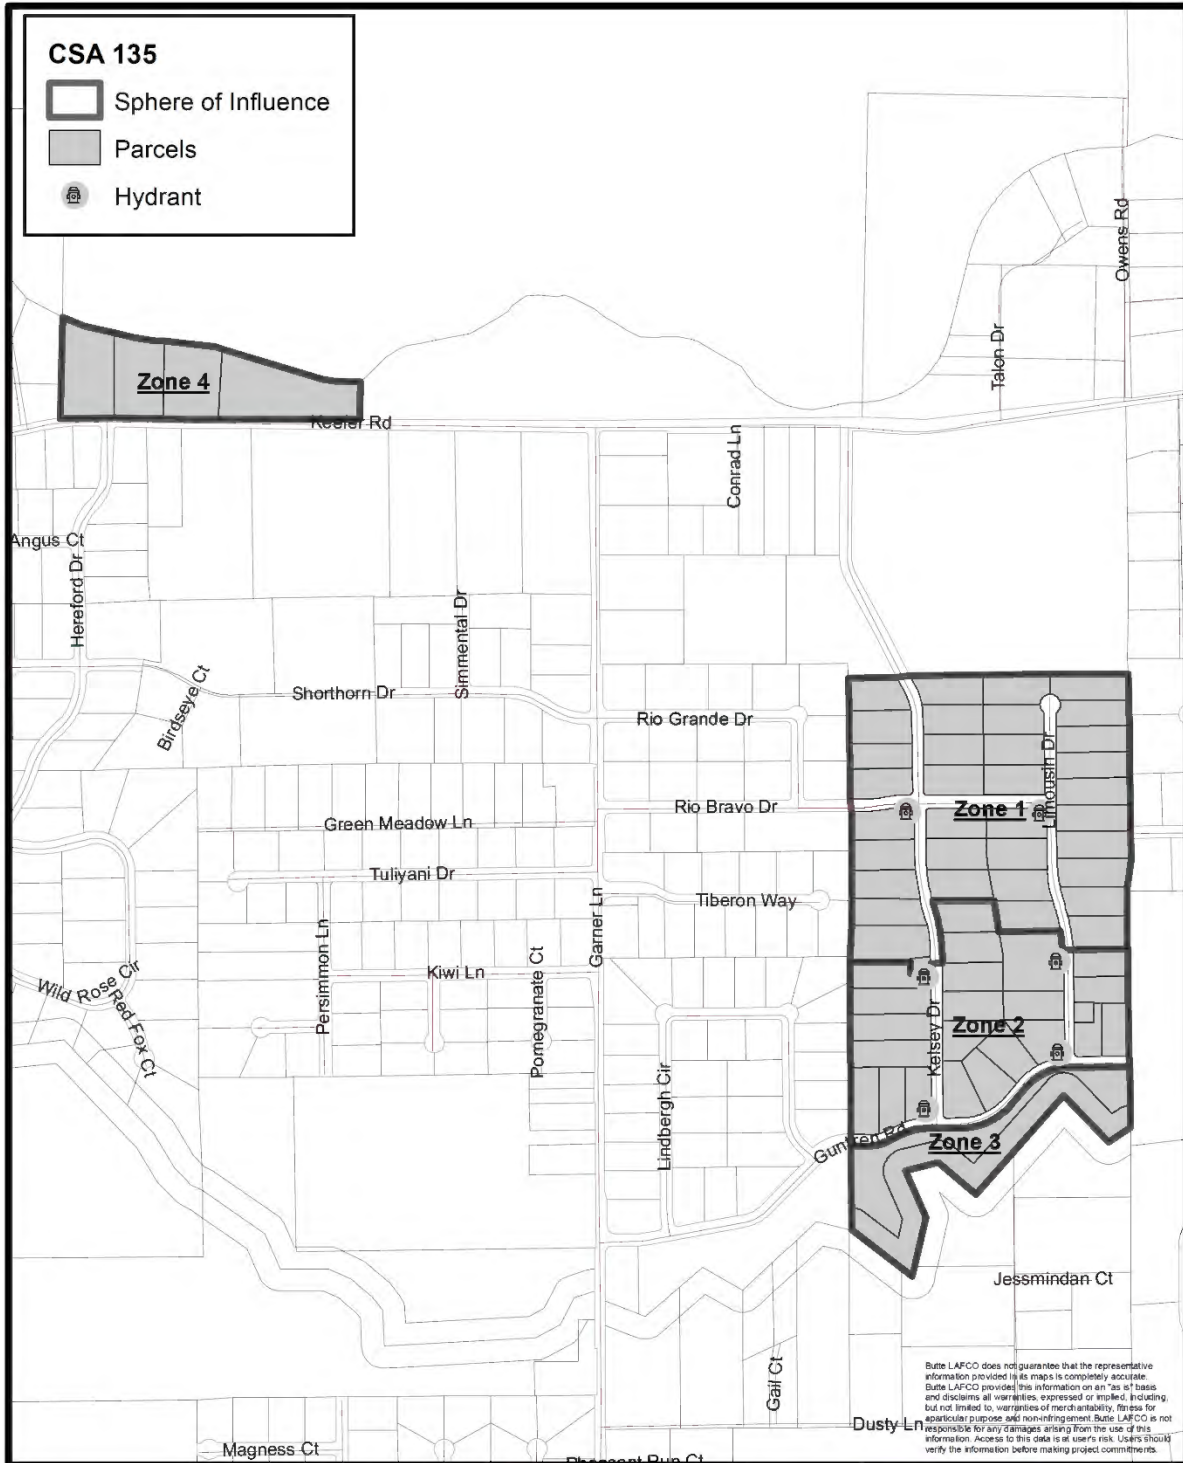 CSA 135
Sphere of Influence
Parcels
Hydrant
Owens Rd
Talon Dr
Zone 4
Keefer Rd
Conrad Ln
Angus Ct
Hereford Dr
Simmental Dr
Birdseye Ct
Shorthorn Dr
Rio Grande Dr
Limousin Dr
Rio Bravo Dr
Zone 1
Green Meadow Ln
Tuliyani Dr
Tiberon Way
Garner Ln
Persimmon Ln
Kiwi Ln
Pomegranate Ct
Wild Rose Cir
Red Fox Ct
Kelsey Dr
Zone 2
Lindbergh Cir
Guntren Rd
Zone 3
Jessmindan Ct
Gail Ct
Dusty Ln
Magness Ct
Pheasant Run Ct
Butte LAFCO does not guarantee that the representative
information provided in its maps is completely accurate.
Butte LAFCO provides this information on an "as is" basis
and disclaims all warranties, expressed or implied, including,
but not limited to, warranties of merchantability, fitness for
aparticular purpose and non-infringement. Butte LAFCO is not
responsible for any damages arising from the use of this
information. Access to this data is at user's risk. Users should
verify the information before making project commitments.